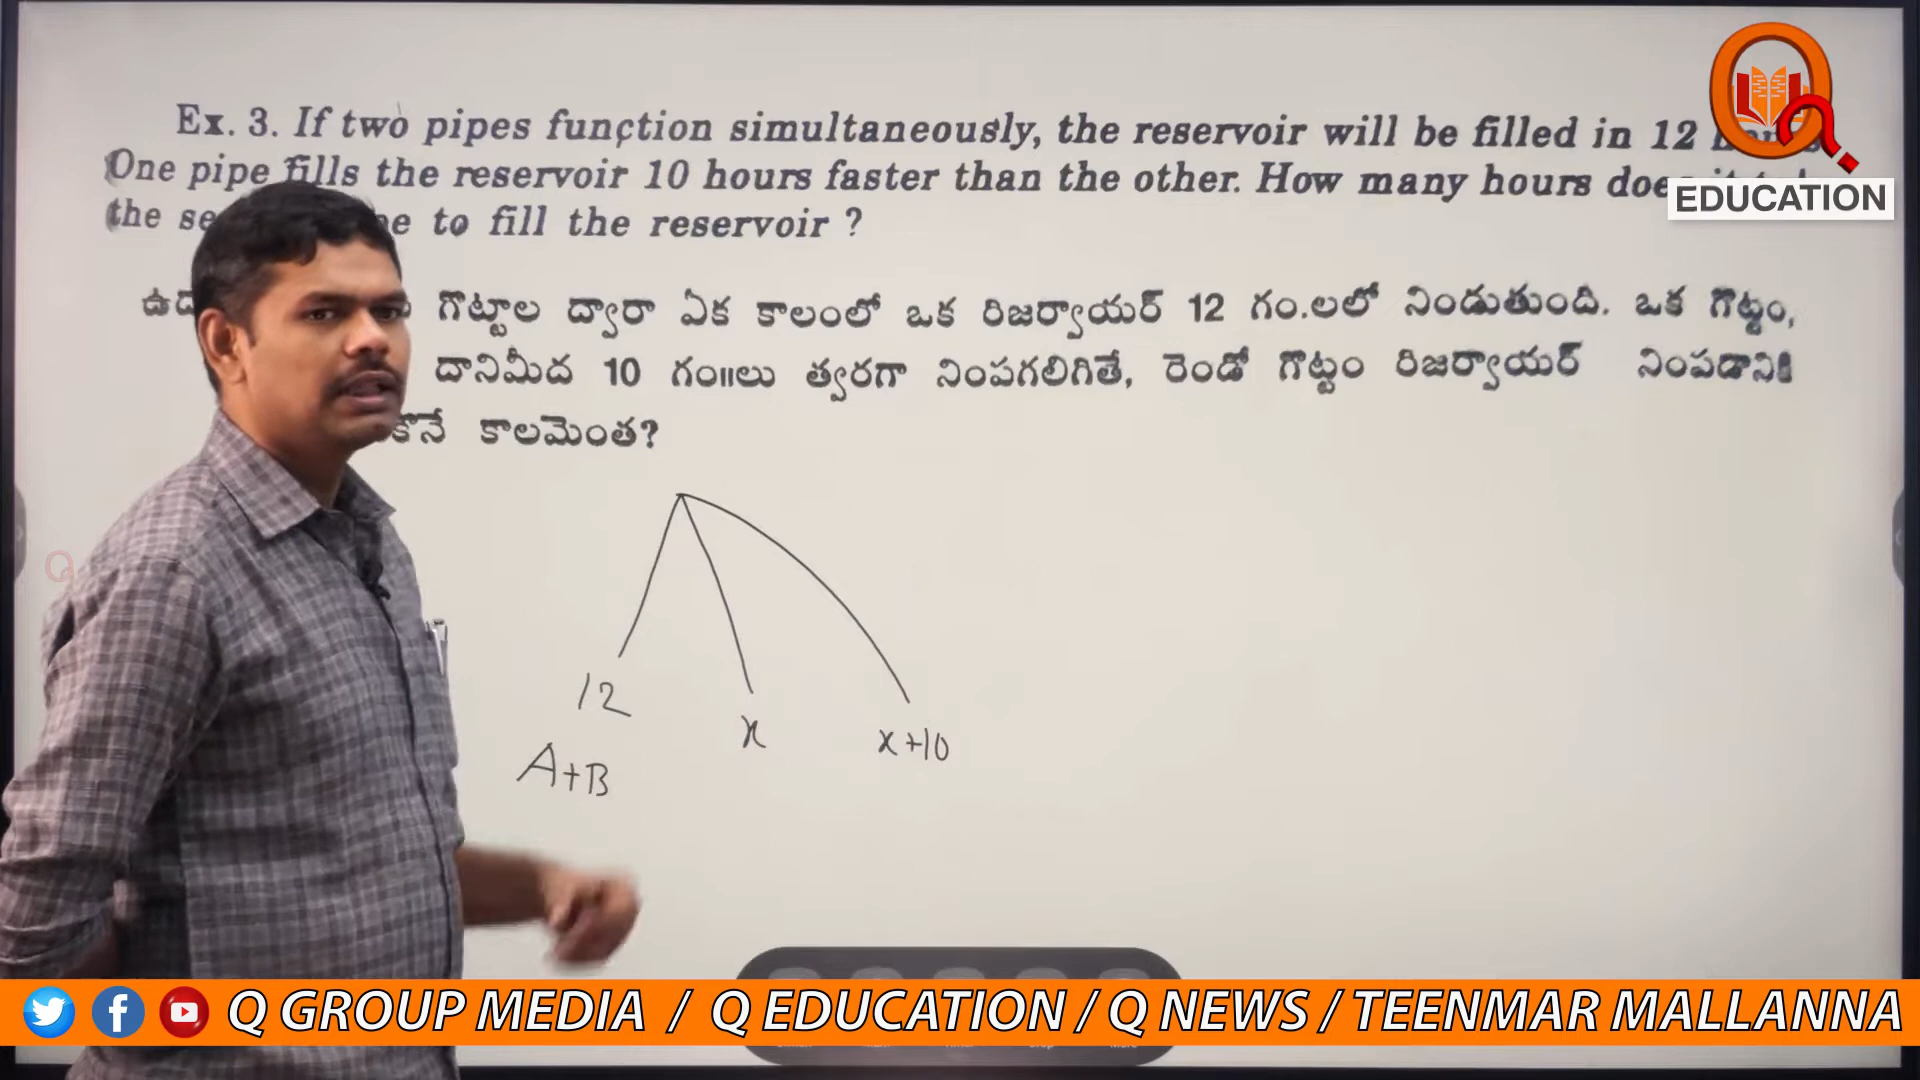 Ex. 3. If two pipes function simultaneously, the reservoir will be filled in 12
One pipe fills the reservoir 10 hours faster than the other. How many hours does
the to fill the reservoir ?
గొట్టాల ద్వారా ఏక కాలంలో ఒక రిజర్వాయర్ 12 గం.లలో నిండుతుంది. ఒక గొట్టం,
దానిమీద 10 గం॥లు త్వరగా నింపగలిగితే, రెండో గొట్టం రిజర్వాయర్ నింపడానికి
కాలమెంత?
12
x
x+10
A+B
EDUCATION
Q GROUP MEDIA / Q EDUCATION / Q NEWS / TEENMAR MALLANNA